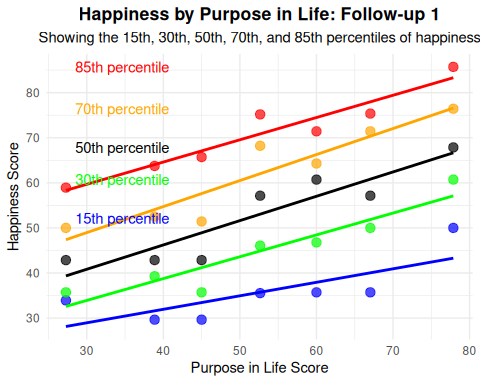 Happiness by Purpose in Life: Follow-up 1
Showing the 15th, 30th, 50th, 70th, and 85th percentiles of happiness
85th percentile
70th percentile
50th percentile
30th percentile
15th percentile
Happiness Score
80
70
60
50
40
30
30 40 50 60 70 80
Purpose in Life Score